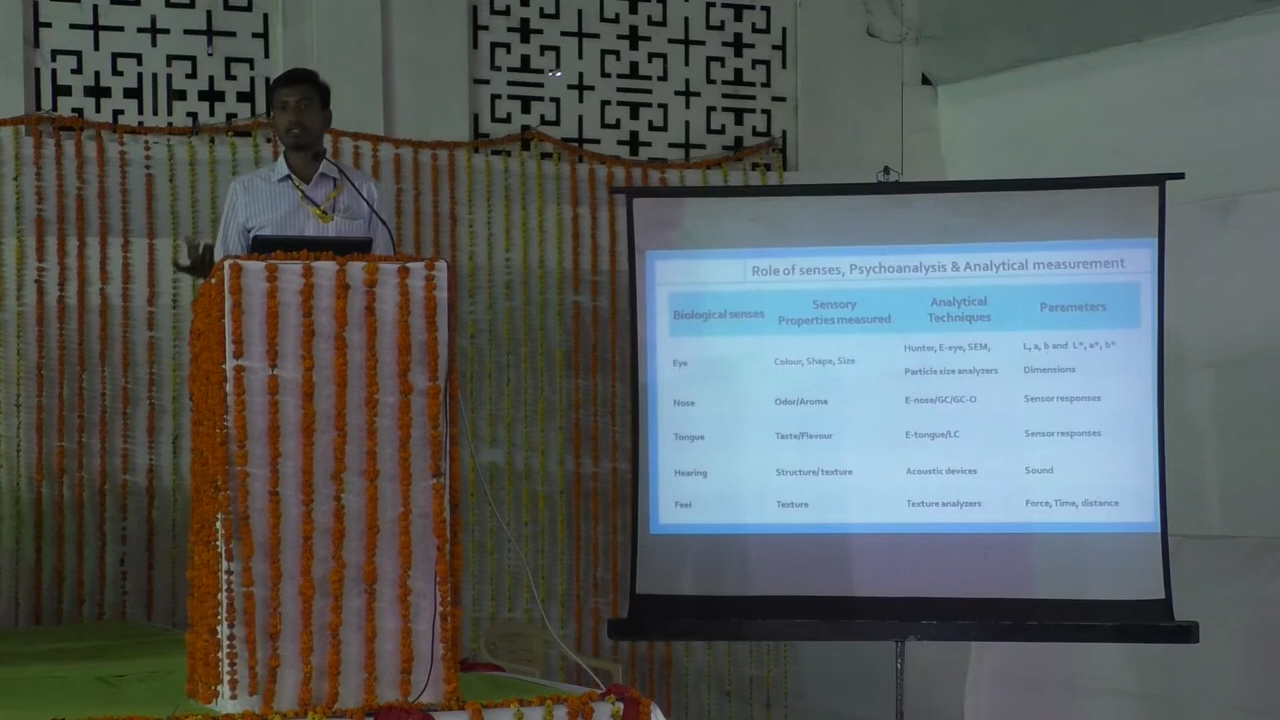 Role of senses, Psychoanalysis & Analytical measurement
Biological senses
Sensory
Properties measured
Analytical
Techniques
Parameters
Eye
Colour, Shape, Size
Hunter, E-eye, SEM,
Particle size analyzers
L, a, b and L*, a*, b*
Dimensions
Nose
Odor/Aroma
E-nose/GC/GC-O
Sensor responses
Tongue
Taste/Flavour
E-tongue/LC
Sensor responses
Hearing
Structure/ texture
Acoustic devices
Sound
Feel
Texture
Texture analyzers
Force, Time, distance